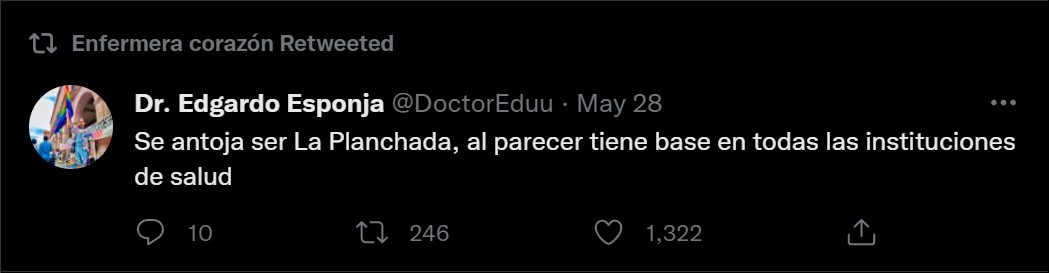 Enfermera corazón Retweeted
Dr. Edgardo Esponja @DoctorEduu · May 28
Se antoja ser La Planchada, al parecer tiene base en todas las instituciones
de salud
10 246 1,322